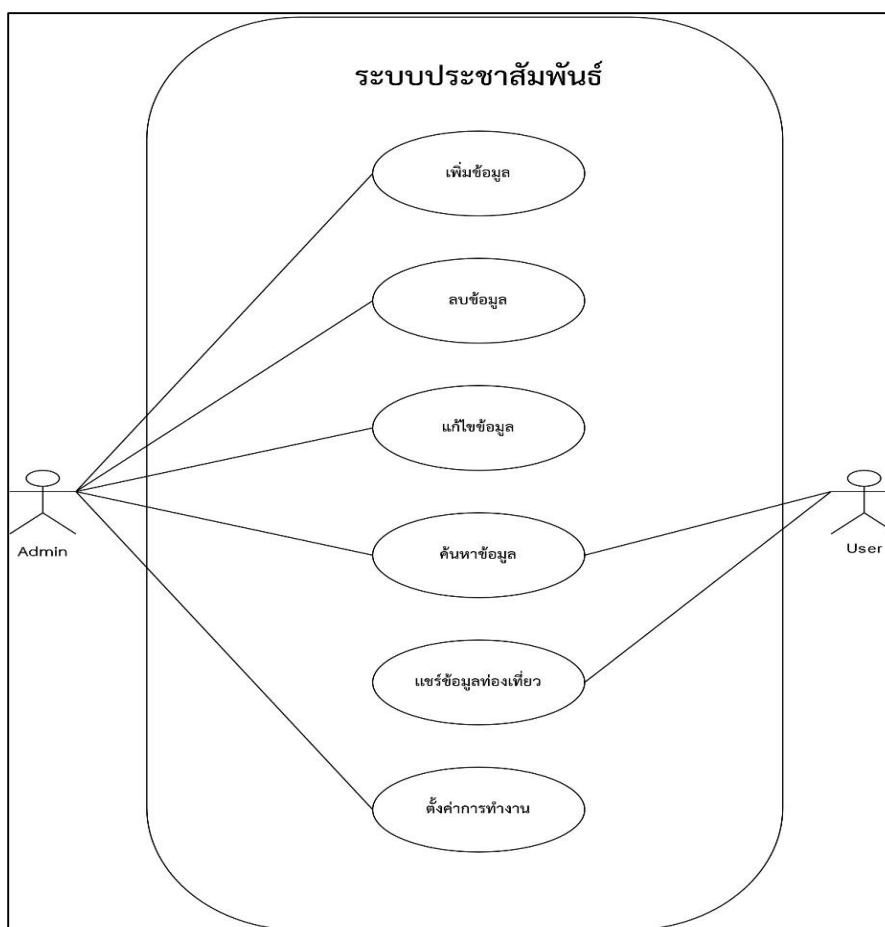 ระบบประชาสัมพันธ์
เพิ่มข้อมูล
ลบข้อมูล
แก้ไขข้อมูล
Admin
ค้นหาข้อมูล
User
แชร์ข้อมูลท่องเที่ยว
ตั้งค่าการทำงาน